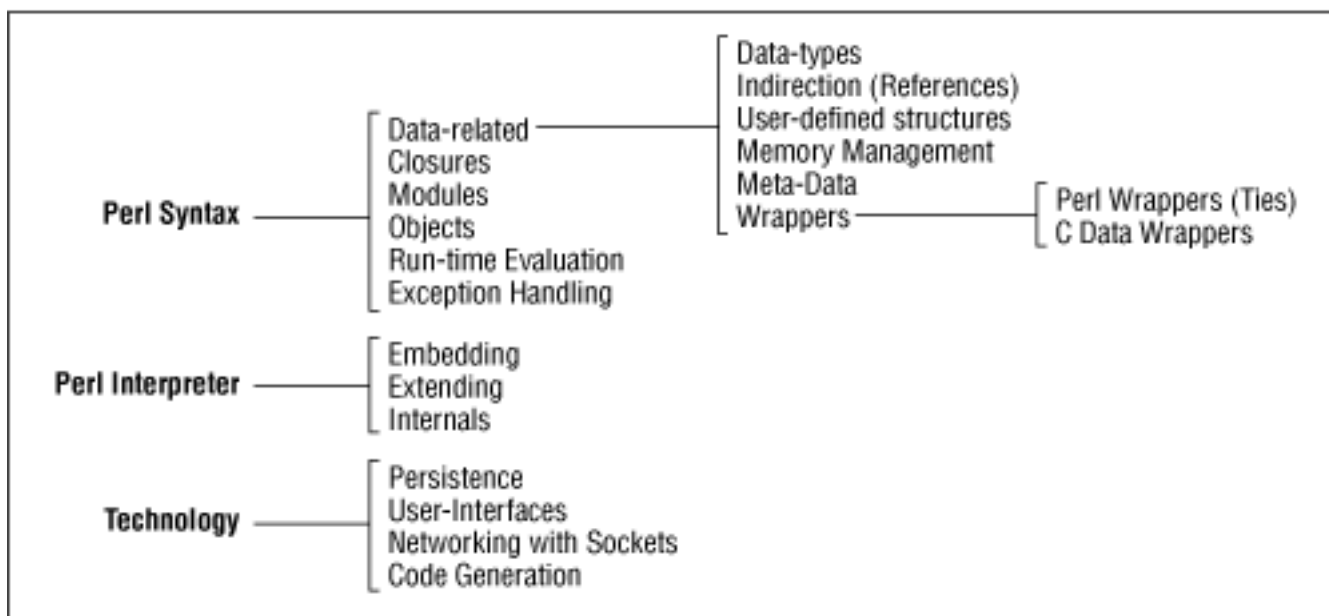 Perl Syntax
Data-related
Closures
Modules
Objects
Run-time Evaluation
Exception Handling
Data-types
Indirection (References)
User-defined structures
Memory Management
Meta-Data
Wrappers
Perl Wrappers (Ties)
C Data Wrappers
Perl Interpreter
Embedding
Extending
Internals
Technology
Persistence
User-Interfaces
Networking with Sockets
Code Generation